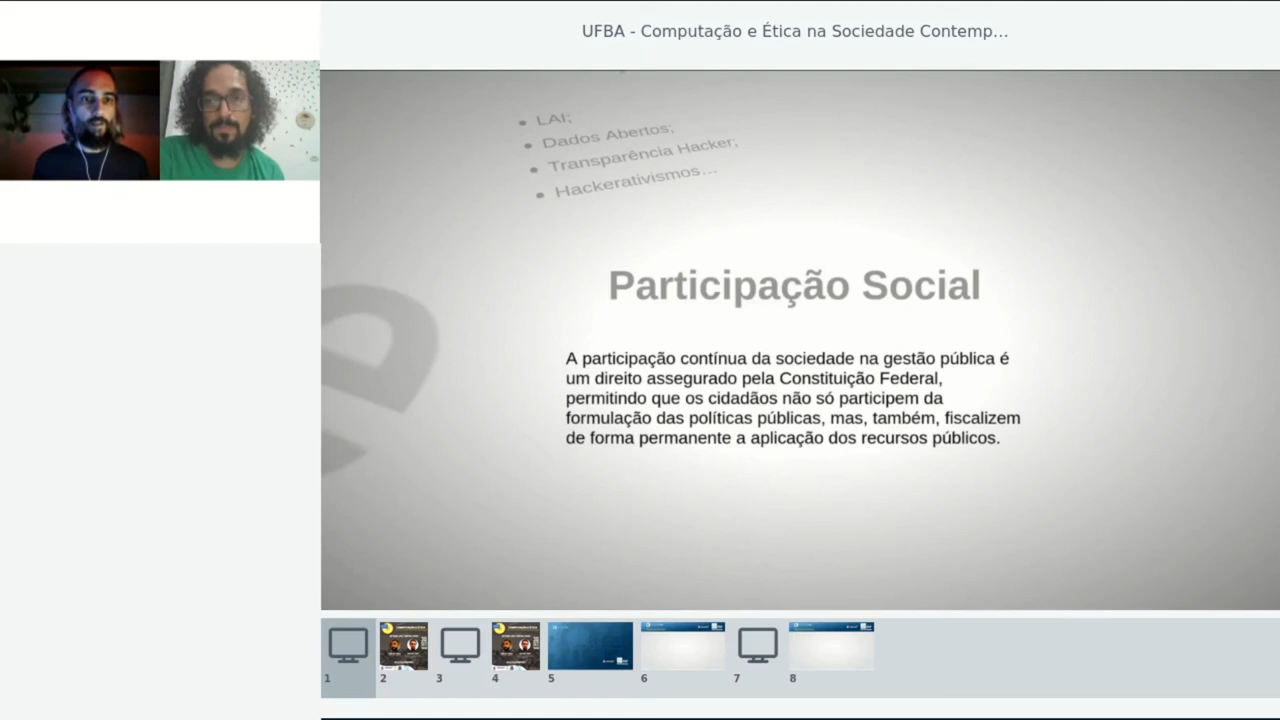 UFBA - Computação e Ética na Sociedade Contemp...
• LAI;
• Dados Abertos;
• Transparência Hacker;
• Hackerativismos...
Participação Social
A participação contínua da sociedade na gestão pública é
um direito assegurado pela Constituição Federal,
permitindo que os cidadãos não só participem da
formulação das políticas públicas, mas, também, fiscalizem
de forma permanente a aplicação dos recursos públicos.
1
2
3
4
5
6
7
8